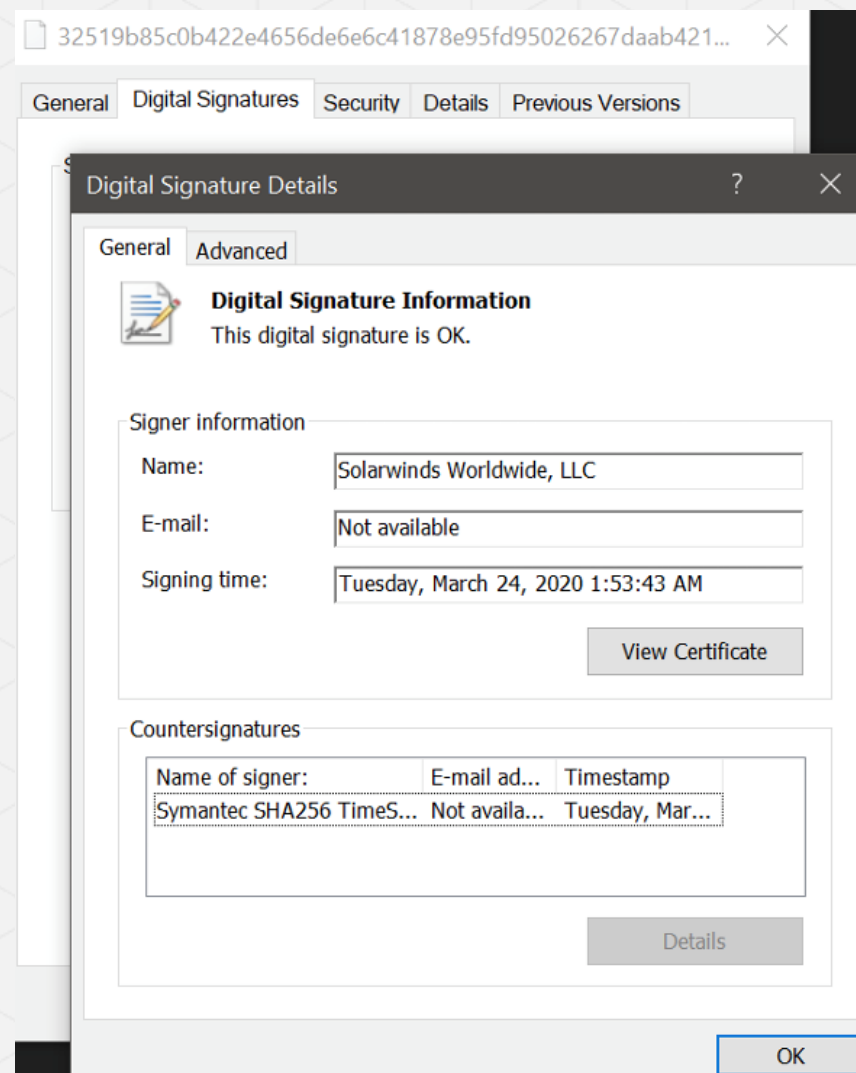 32519b85c0b422e4656de6e6c41878e95fd95026267daab421...
General Digital Signatures Security Details Previous Versions
S
Digital Signature Details ?
General Advanced
Digital Signature Information
This digital signature is OK.
Signer information
Name: Solarwinds Worldwide, LLC
E-mail: Not available
Signing time: Tuesday, March 24, 2020 1:53:43 AM
View Certificate
Countersignatures
Name of signer: E-mail ad... Timestamp
Symantec SHA256 TimeS... Not availa... Tuesday, Mar...
Details
OK